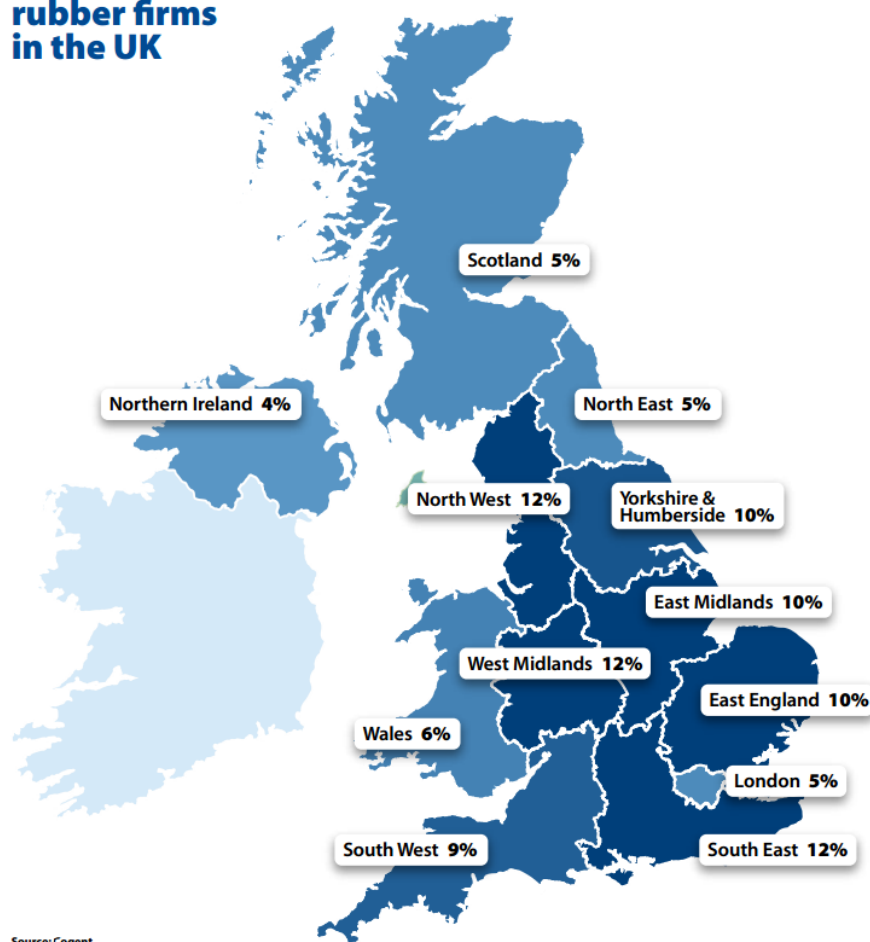 rubber firms
in the UK
Scotland 5%
Northern Ireland 4%
North East 5%
North West 12%
Yorkshire &
Humberside 10%
East Midlands 10%
West Midlands 12%
East England 10%
Wales 6%
London 5%
South West 9%
South East 12%
Source: Cogent